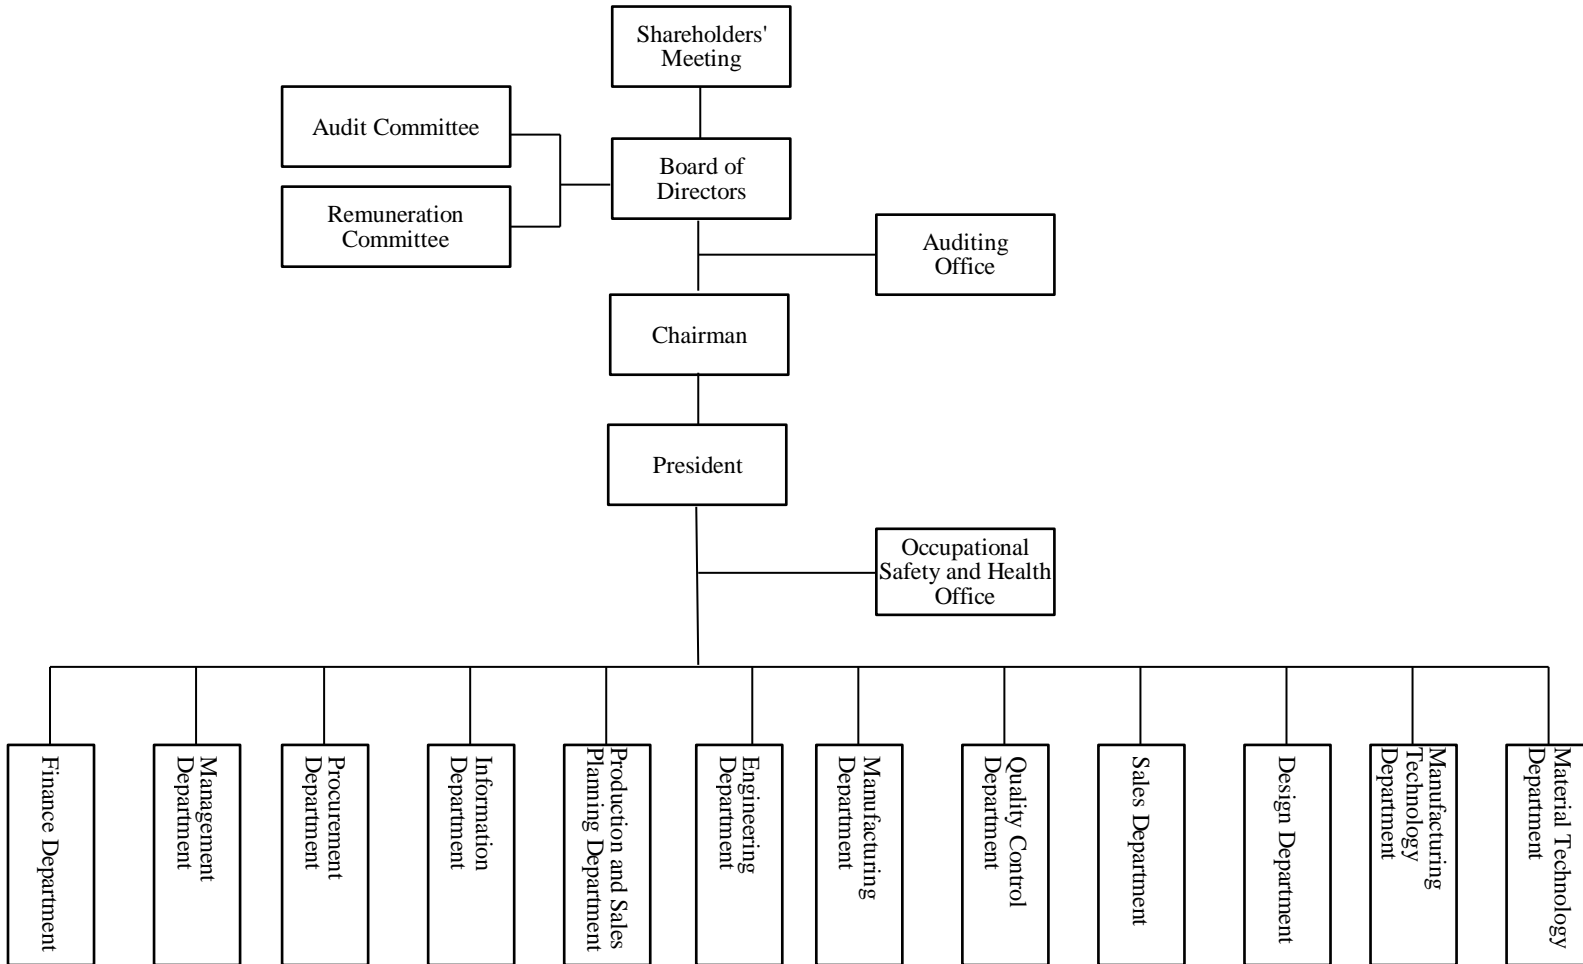 Shareholders'
Meeting
Audit Committee
Board of
Directors
Remuneration
Committee
Auditing
Office
Chairman
President
Occupational
Safety and Health
Office
Finance Department
Management
Department
Procurement
Department
Information
Department
Production and Sales
Planning Department
Engineering
Department
Manufacturing
Department
Quality Control
Department
Sales Department
Design Department
Manufacturing
Technology
Department
Material Technology
Department